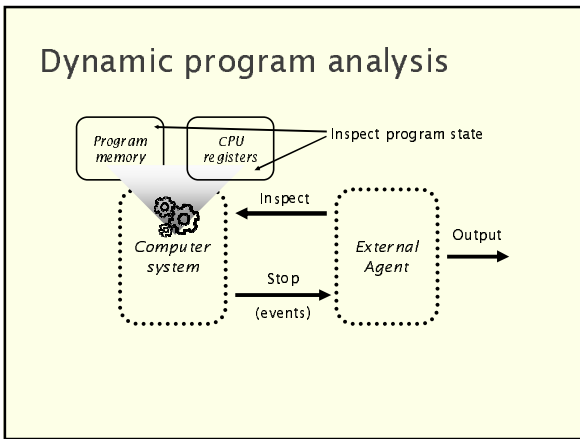 Dynamic program analysis
Program
memory
CPU
registers
Inspect program state
Inspect
Computer
system
External
Agent
Output
Stop
(events)